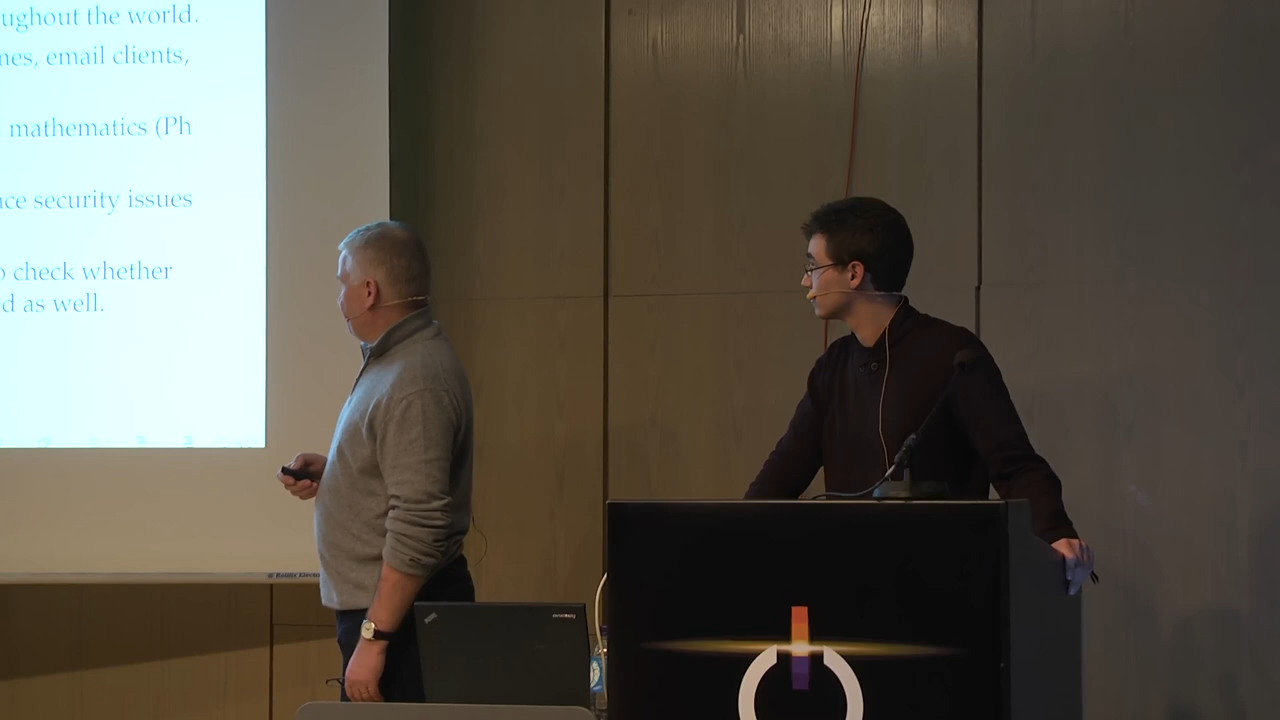 ughout the world.
nes, email clients,
mathematics (Ph
ce security issues
o check whether
d as well.